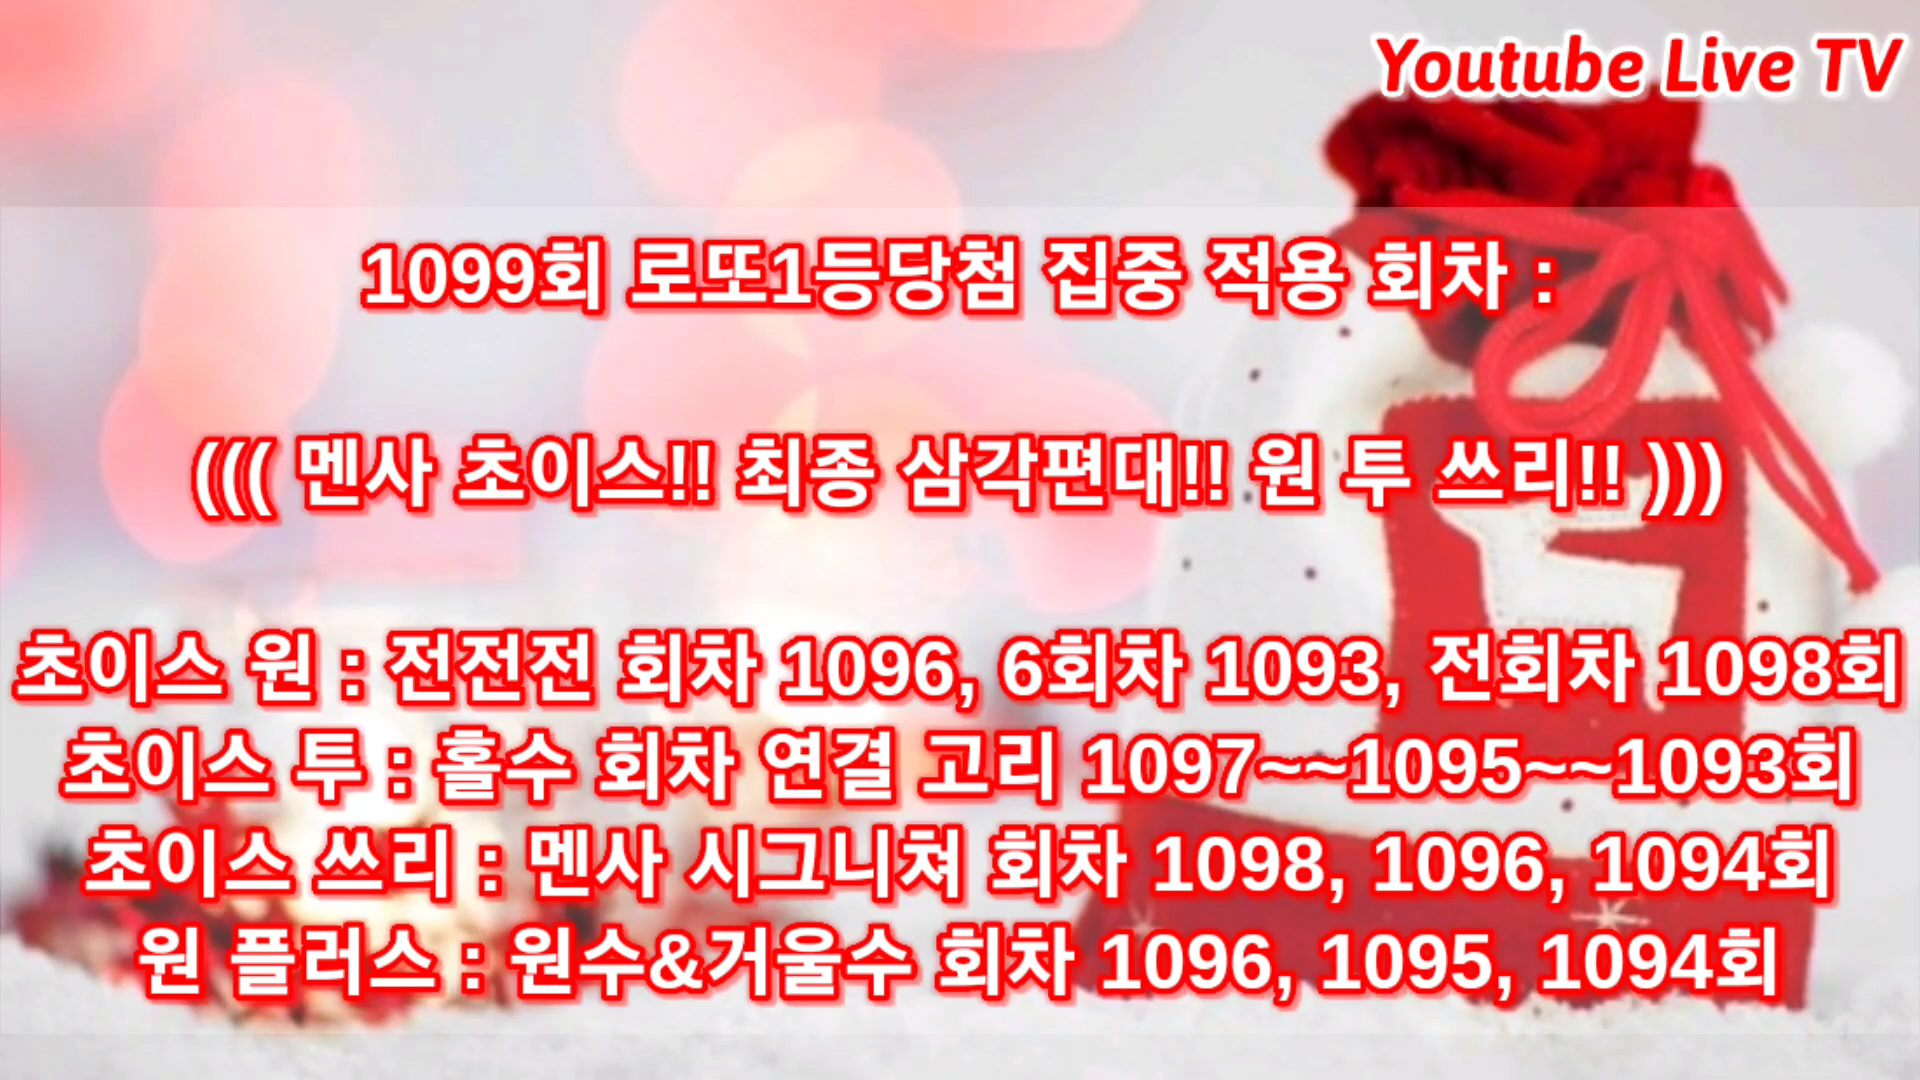 Youtube Live TV
1099회 로또1등당첨 집중 적용 회차 :
((( 멘사 초이스!! 최종 삼각편대!! 원 투 쓰리!! )))
초이스 원 : 전전전 회차 1096, 6회차 1093, 전회차 1098회
초이스 투 : 홀수 회차 연결 고리 1097~~1095~~1093회
초이스 쓰리 : 멘사 시그니쳐 회차 1098, 1096, 1094회
원 플러스 : 원수&거울수 회차 1096, 1095, 1094회